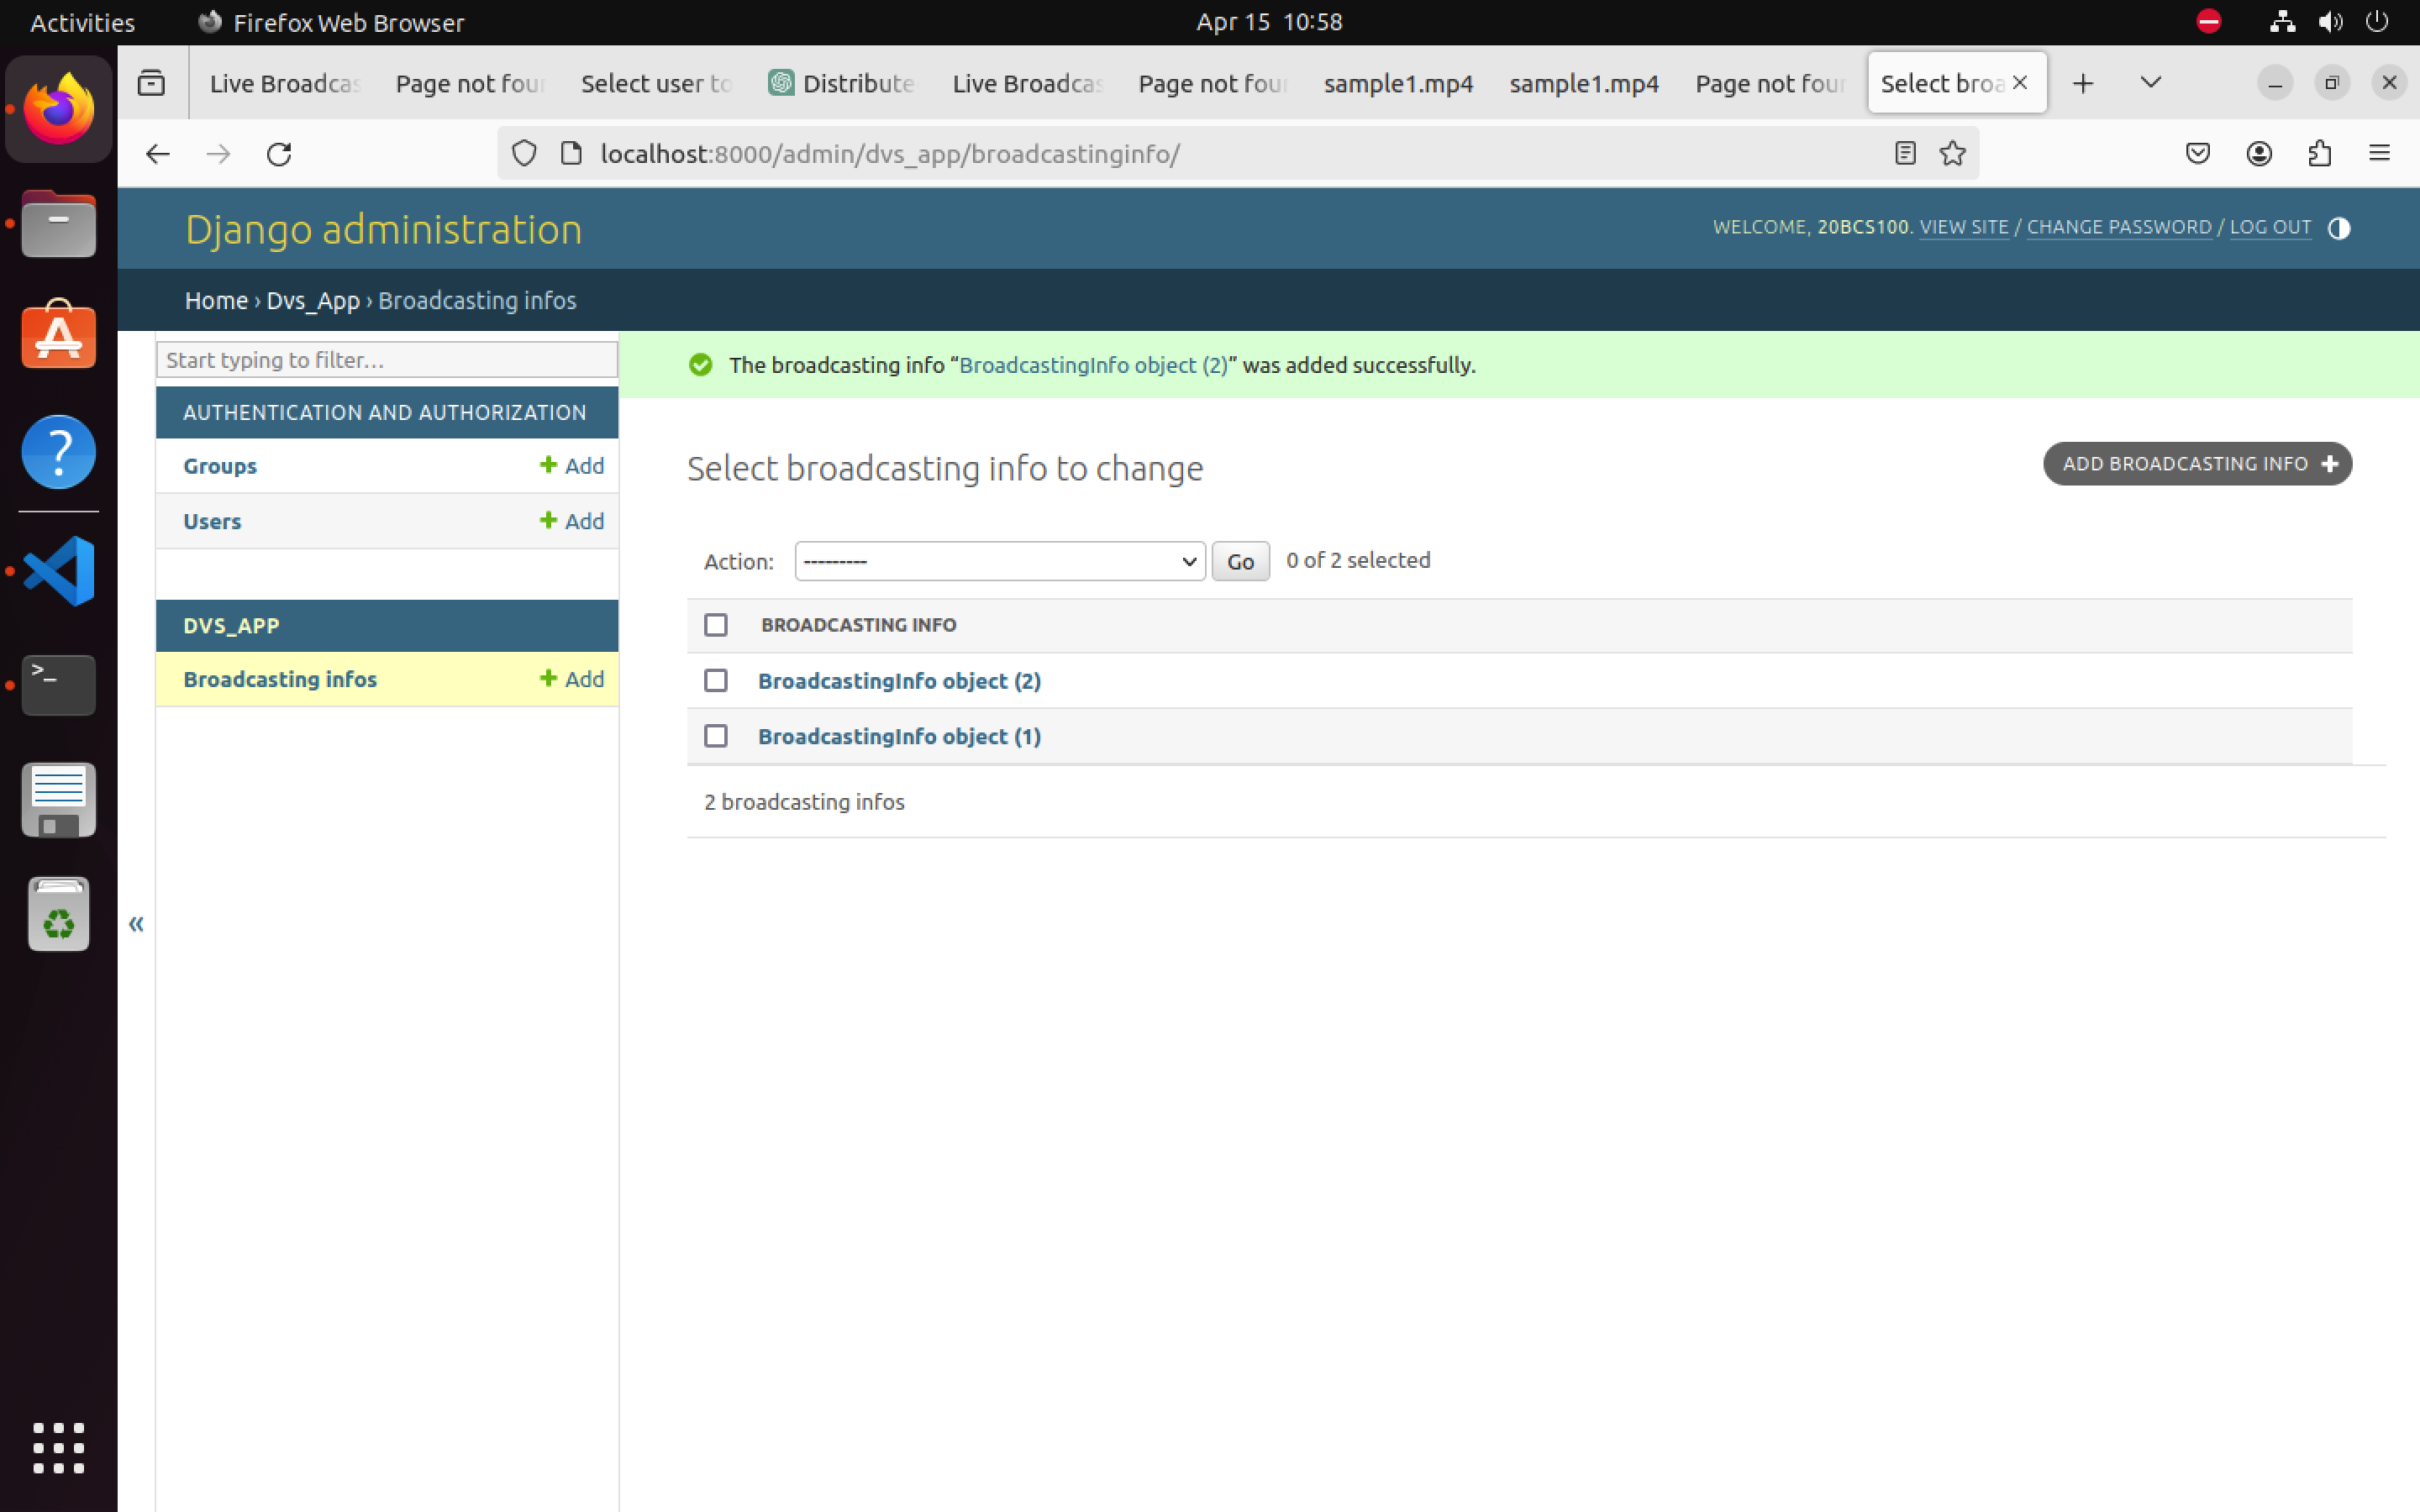 Activities Firefox Web Browser Apr 15 10:58
Live Broadcas Page not foun Select user to Distribute Live Broadcas Page not foun sample1.mp4 sample1.mp4 Page not foun Select broa
localhost:8000/admin/dvs_app/broadcastinginfo/
Django administration
WELCOME, 20BCS100. VIEW SITE / CHANGE PASSWORD / LOG OUT
Home › Dvs_App › Broadcasting infos
Start typing to filter...
The broadcasting info “BroadcastingInfo object (2)” was added successfully.
AUTHENTICATION AND AUTHORIZATION
Groups Add
Users Add
DVS_APP
Broadcasting infos Add
Select broadcasting info to change
ADD BROADCASTING INFO
Action: --------- Go 0 of 2 selected
BROADCASTING INFO
BroadcastingInfo object (2)
BroadcastingInfo object (1)
2 broadcasting infos